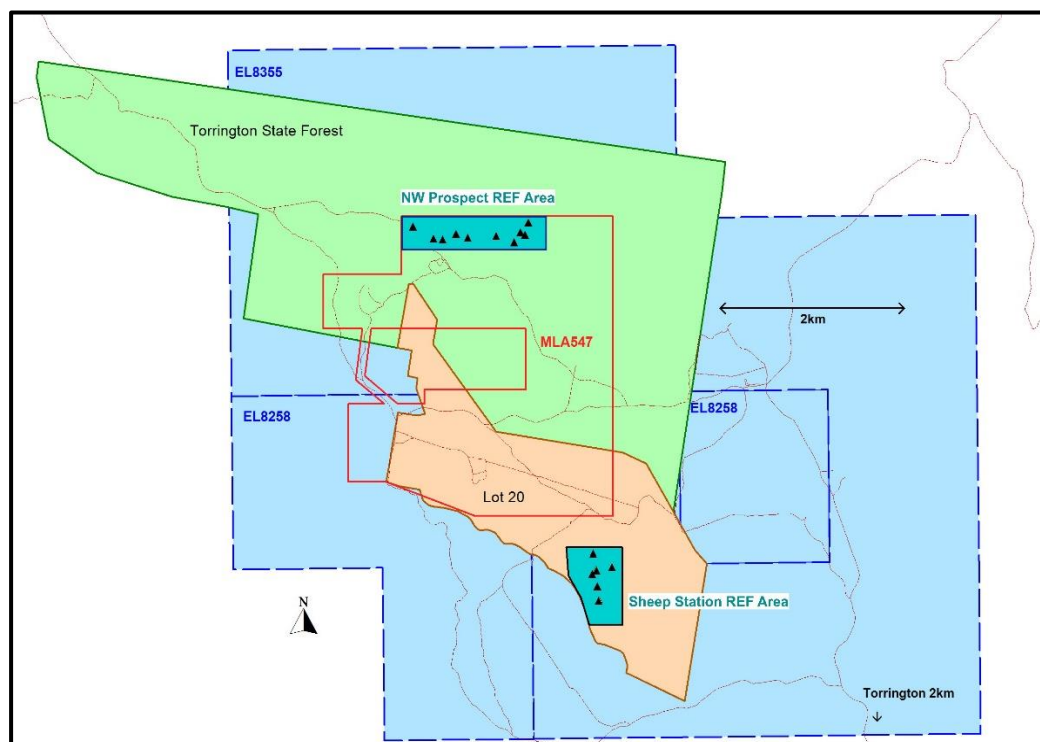 EL8355
Torrington State Forest
NW Prospect REF Area
2km
MLA547
EL8258
EL8258
Lot 20
Sheep Station REF Area
N
Torrington 2km